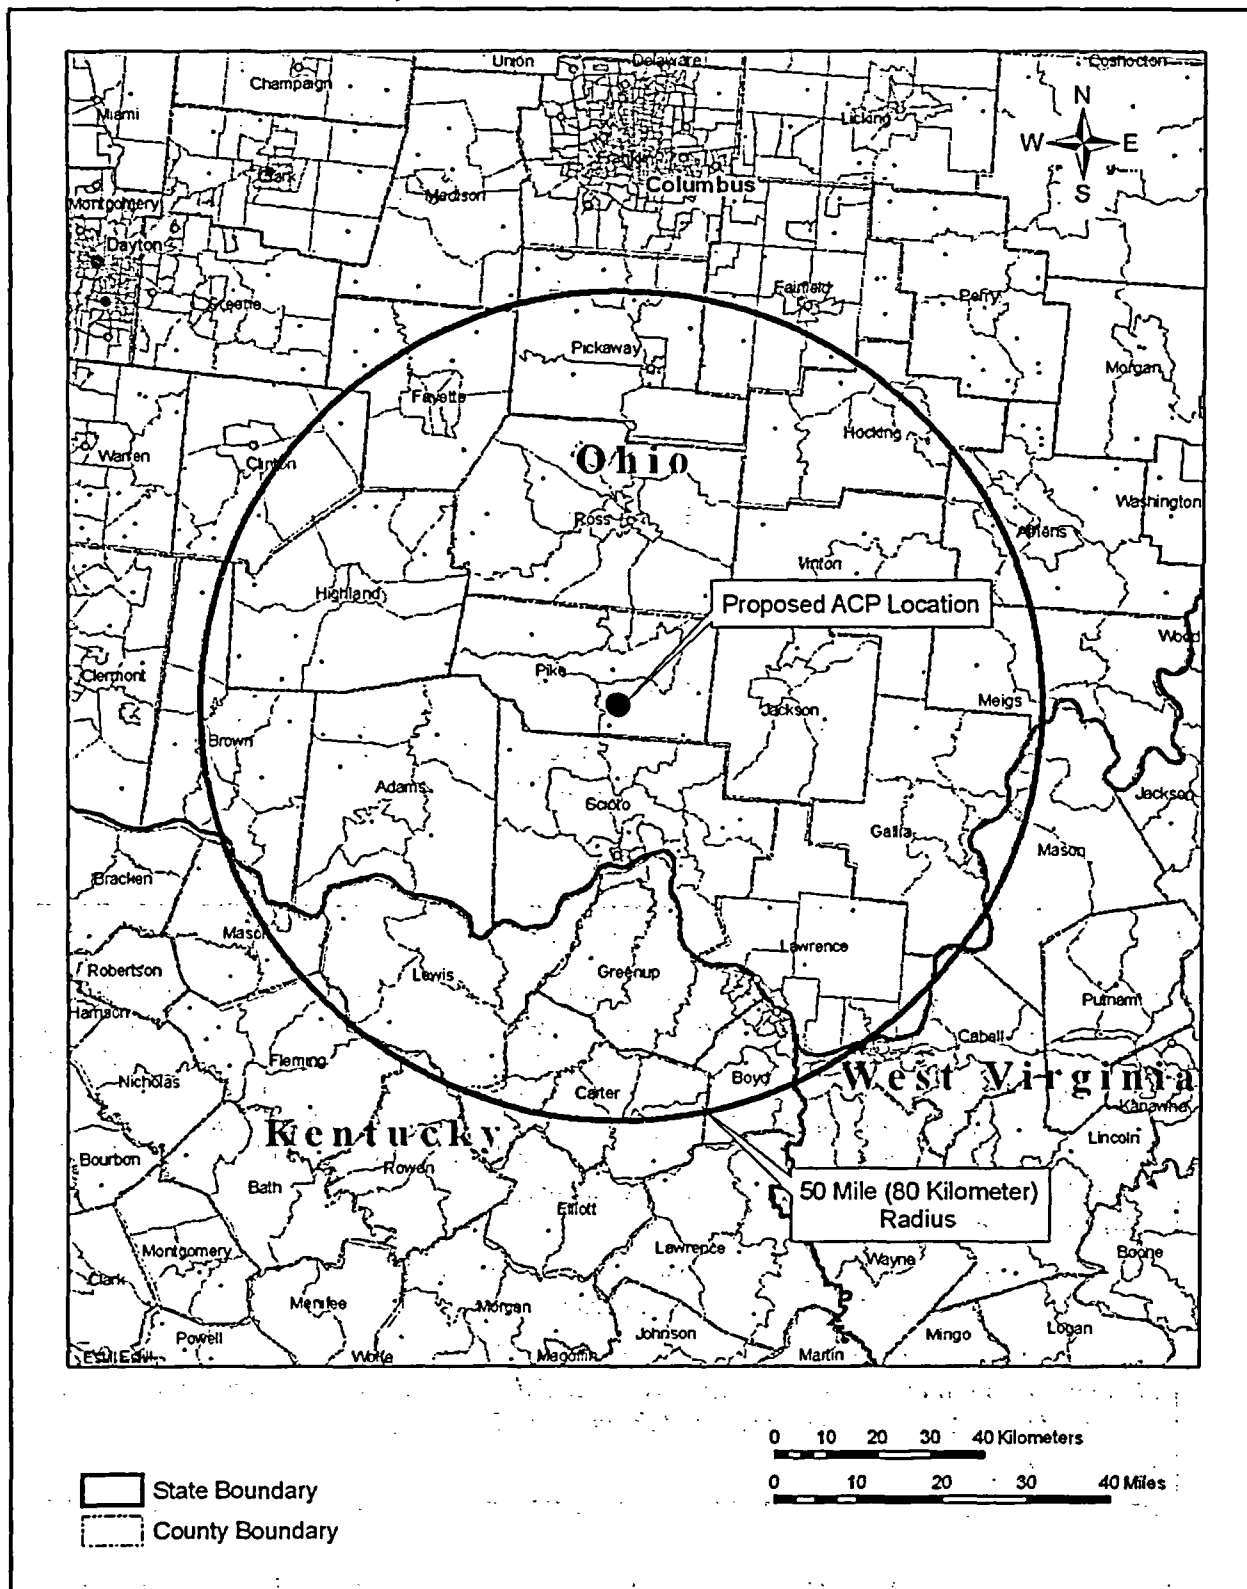 Union
Delaware
Coshocton
Champaign
Miami
Licking
N
W
E
S
Clark
Franklin
Madison
Columbus
Montgomery
Dayton
Greene
Fairfield
Perry
Pickaway
Morgan
Fayette
Hocking
Warren
Clinton
Ohio
Washington
Ross
Athens
Vinton
Highland
Proposed ACP Location
Wood
Clermont
Pike
Jackson
Meigs
Brown
Adams
Scioto
Jackson
Gallia
Mason
Bracken
Mason
Lawrence
Robertson
Lewis
Greenup
Putnam
Harrison
Cabell
Fleming
Nicholas
Boyd
West Virginia
Carter
Kanawha
Kentucky
Lincoln
Bourbon
Rowan
Bath
50 Mile (80 Kilometer)
Radius
Elliott
Montgomery
Lawrence
Wayne
Boone
Clark
Menifee
Morgan
Powell
Johnson
Mingo
Logan
Estill
Wolfe
Magoffin
Martin
0 10 20 30 40 Kilometers
0 10 20 30 40 Miles
State Boundary
County Boundary